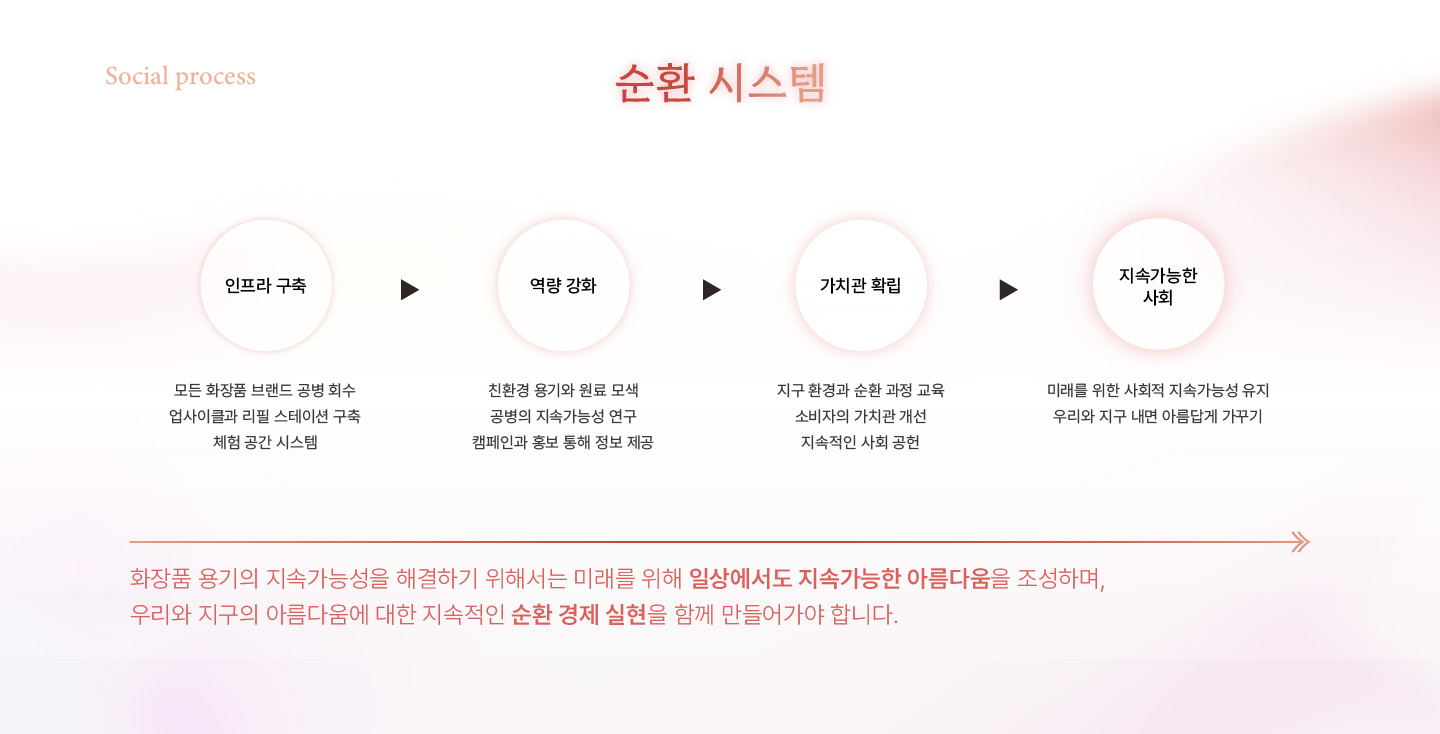 Social process
순환 시스템
인프라 구축
역량 강화
가치관 확립
지속가능한
사회
모든 화장품 브랜드 공병 회수
업사이클과 리필 스테이션 구축
체험 공간 시스템
친환경 용기와 원료 모색
공병의 지속가능성 연구
캠페인과 홍보 통해 정보 제공
지구 환경과 순환 과정 교육
소비자의 가치관 개선
지속적인 사회 공헌
미래를 위한 사회적 지속가능성 유지
우리와 지구 내면 아름답게 가꾸기
화장품 용기의 지속가능성을 해결하기 위해서는 미래를 위해 일상에서도 지속가능한 아름다움을 조성하며,
우리와 지구의 아름다움에 대한 지속적인 순환 경제 실현을 함께 만들어가야 합니다.